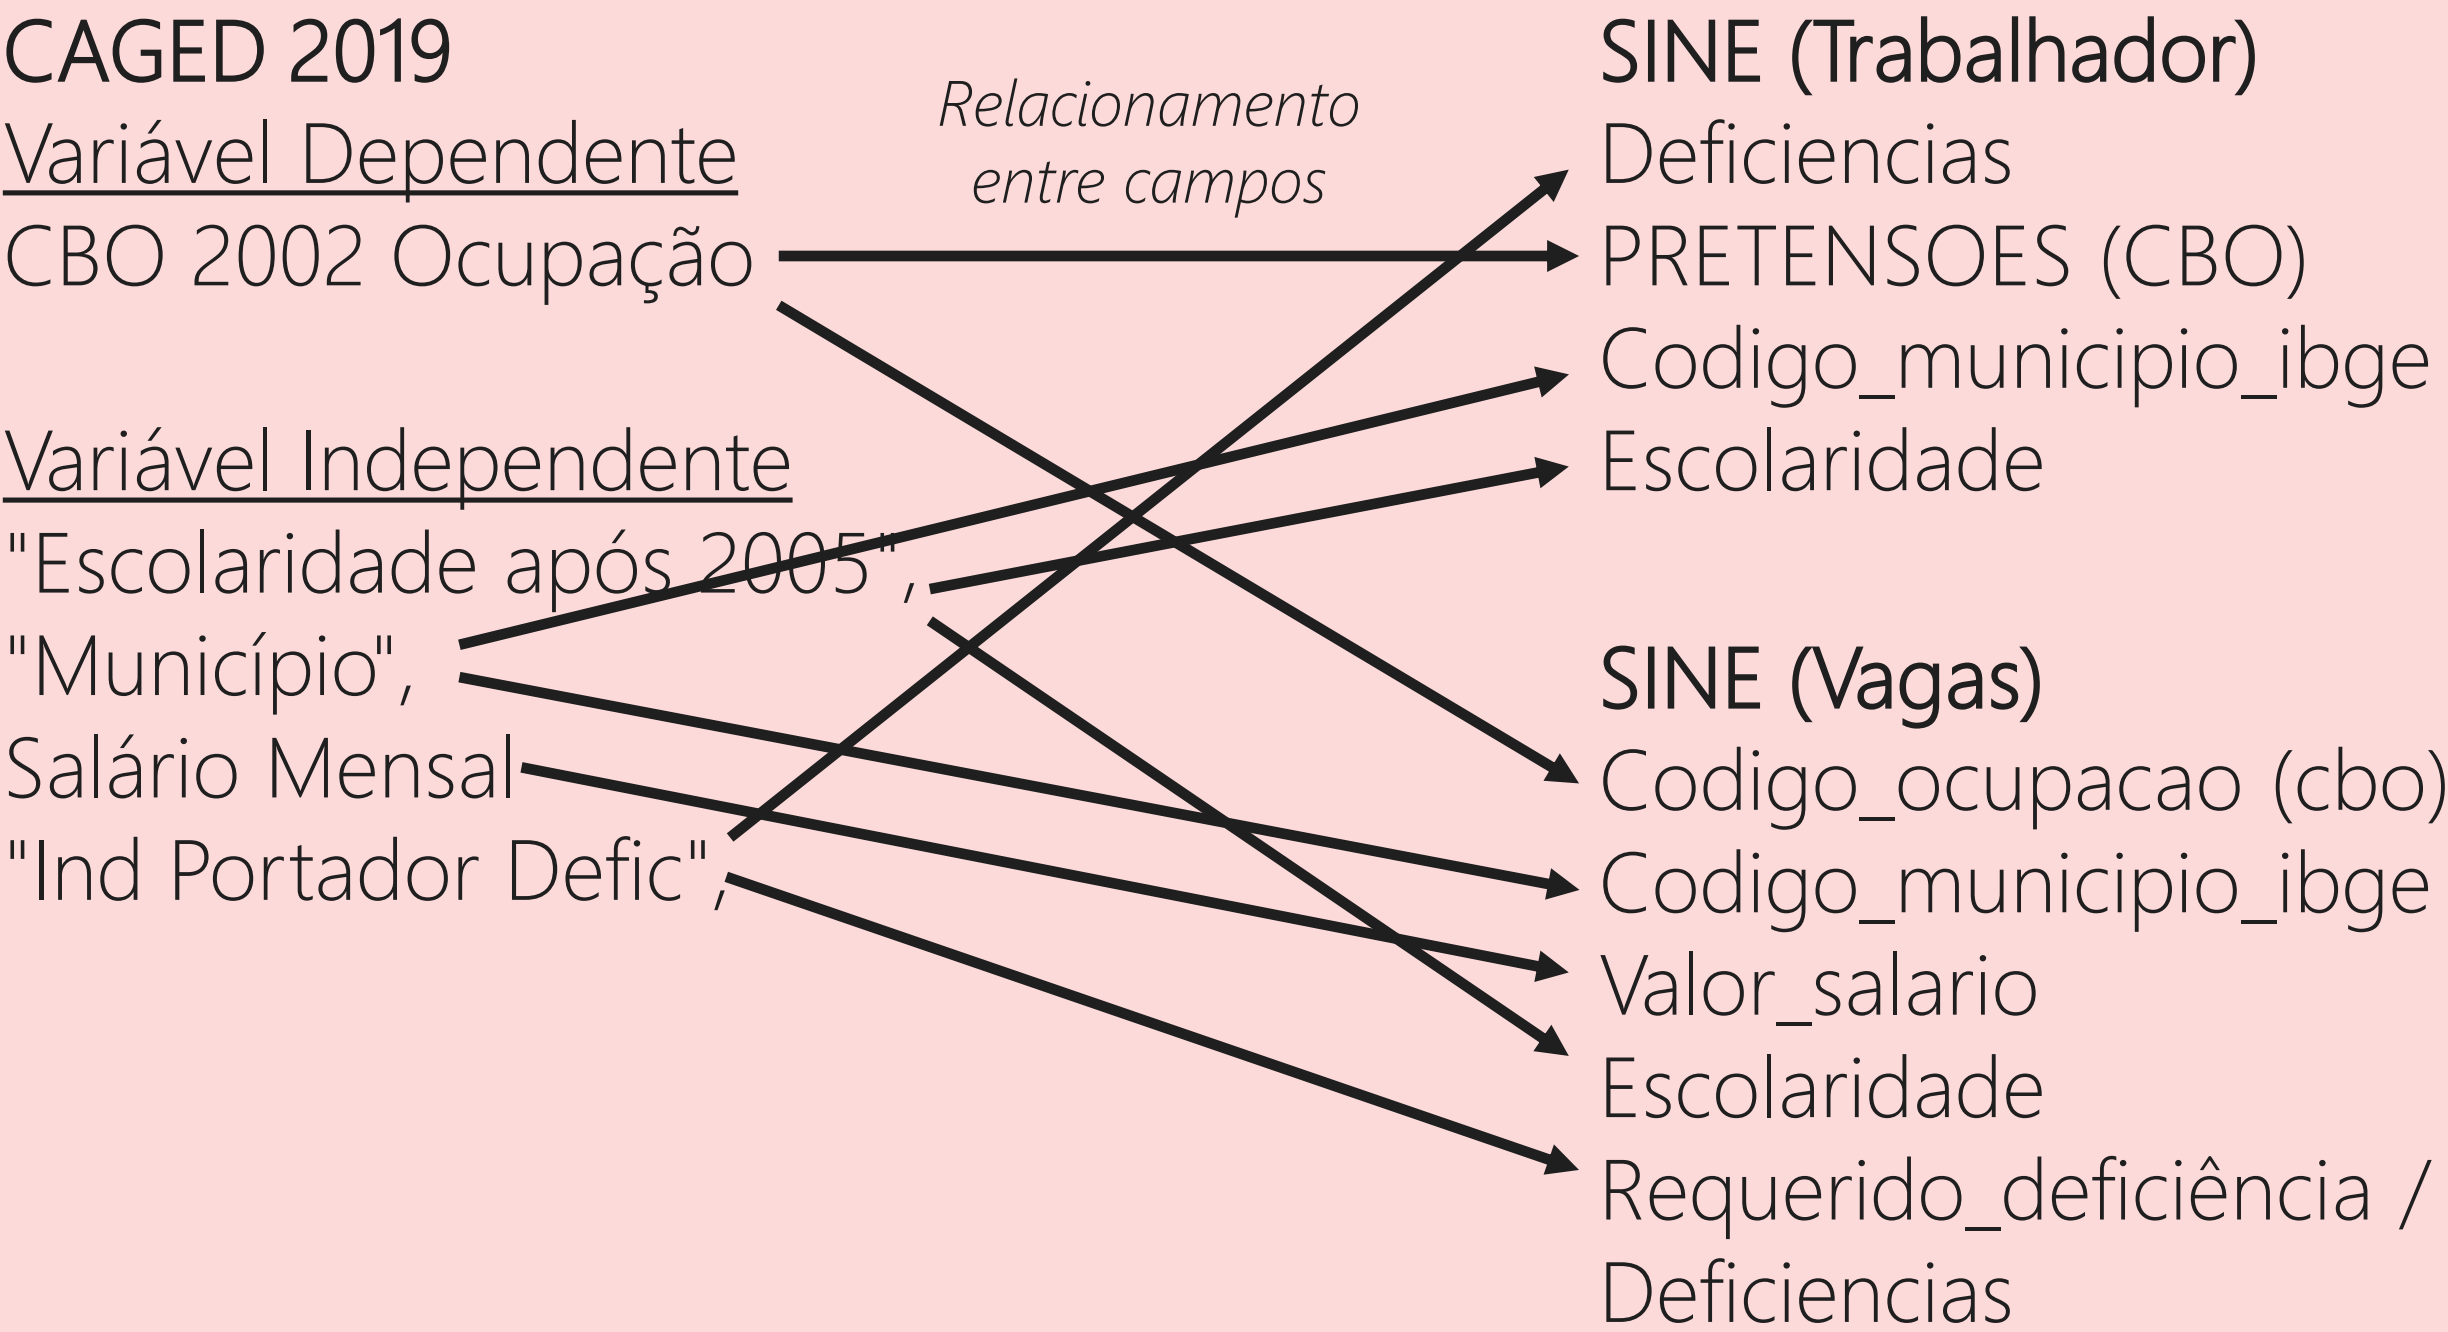 CAGED 2019
Variável Dependente
CBO 2002 Ocupação
Variável Independente
"Escolaridade após 2005",
"Município",
Salário Mensal
"Ind Portador Defic",
Relacionamento
entre campos
SINE (Trabalhador)
Deficiencias
PRETENSOES (CBO)
Codigo_municipio_ibge
Escolaridade
SINE (Vagas)
Codigo_ocupacao (cbo)
Codigo_municipio_ibge
Valor_salario
Escolaridade
Requerido_deficiência /
Deficiencias